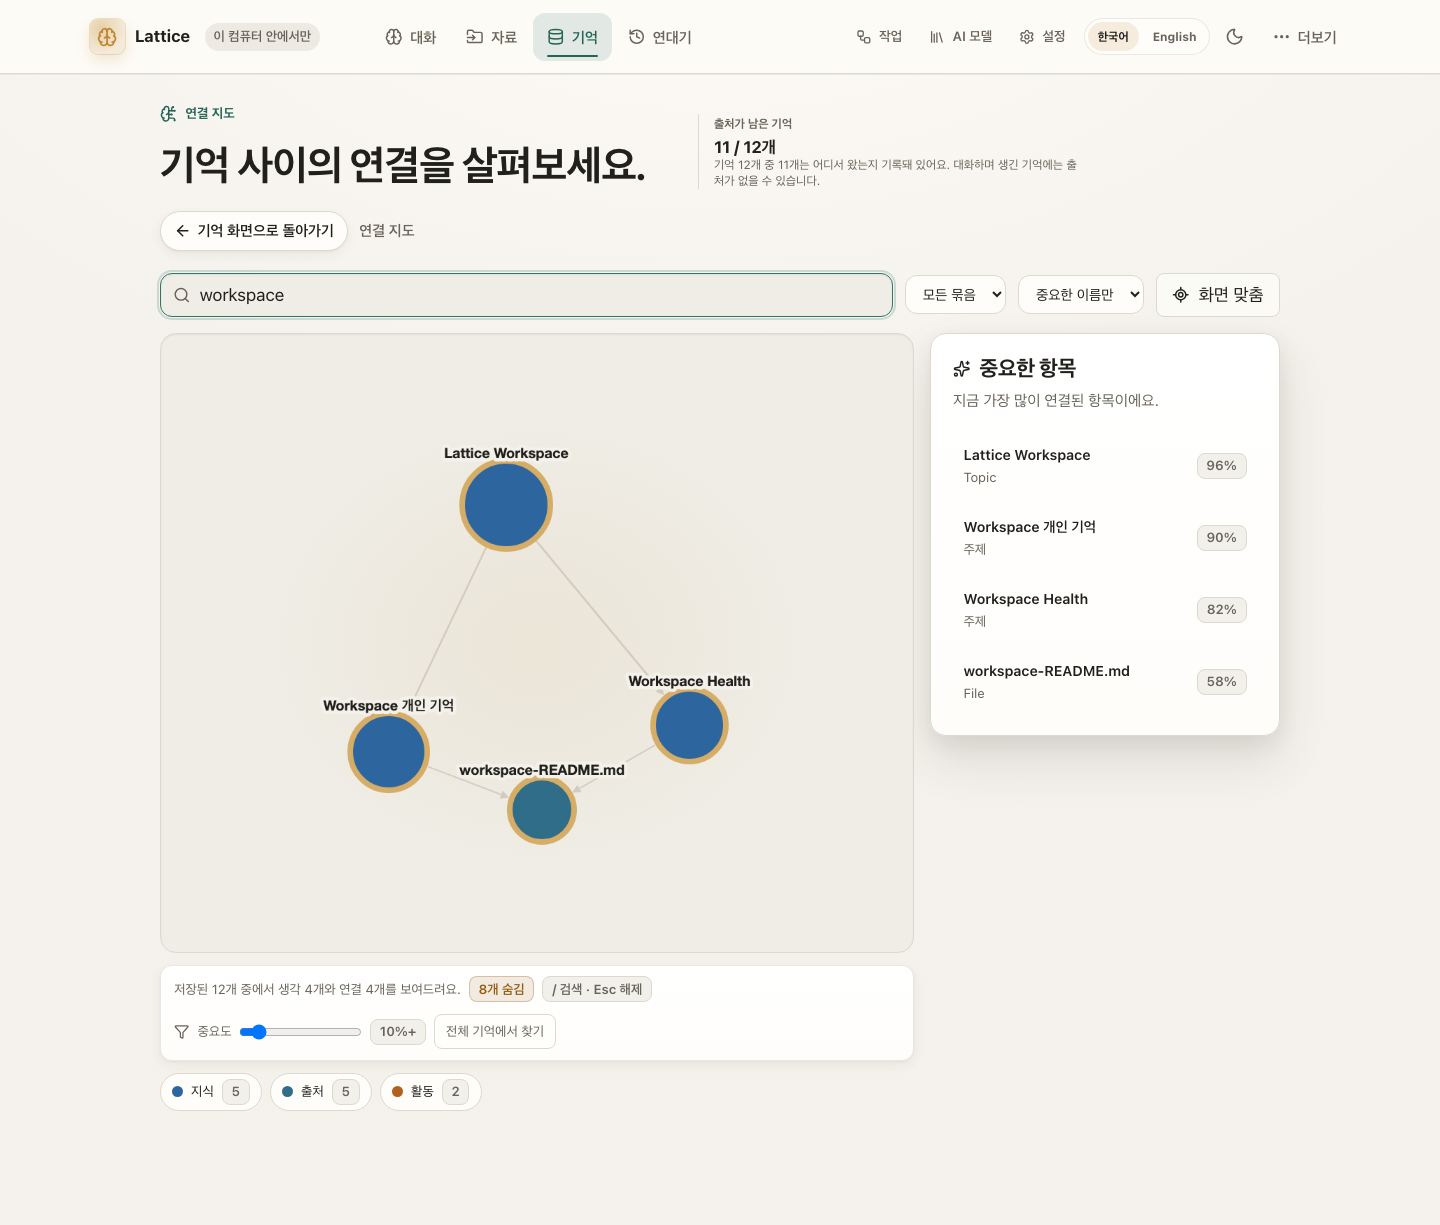 Lattice
이 컴퓨터 안에서만
대화
자료
기억
연대기
작업
AI 모델
설정
한국어
English
더보기
연결 지도
기억 사이의 연결을 살펴보세요.
출처가 남은 기억
11 / 12개
기억 12개 중 11개는 어디서 왔는지 기록돼 있어요. 대화하며 생긴 기억에는 출
처가 없을 수 있습니다.
기억 화면으로 돌아가기
연결 지도
workspace
모든 묶음
중요한 이름만
화면 맞춤
Lattice Workspace
Workspace Health
Workspace 개인 기억
workspace-README.md
중요한 항목
지금 가장 많이 연결된 항목이에요.
Lattice Workspace
Topic
96%
Workspace 개인 기억
주제
90%
Workspace Health
주제
82%
workspace-README.md
File
58%
저장된 12개 중에서 생각 4개와 연결 4개를 보여드려요.
8개 숨김
/ 검색 · Esc 해제
중요도
10%+
전체 기억에서 찾기
지식 5
출처 5
활동 2